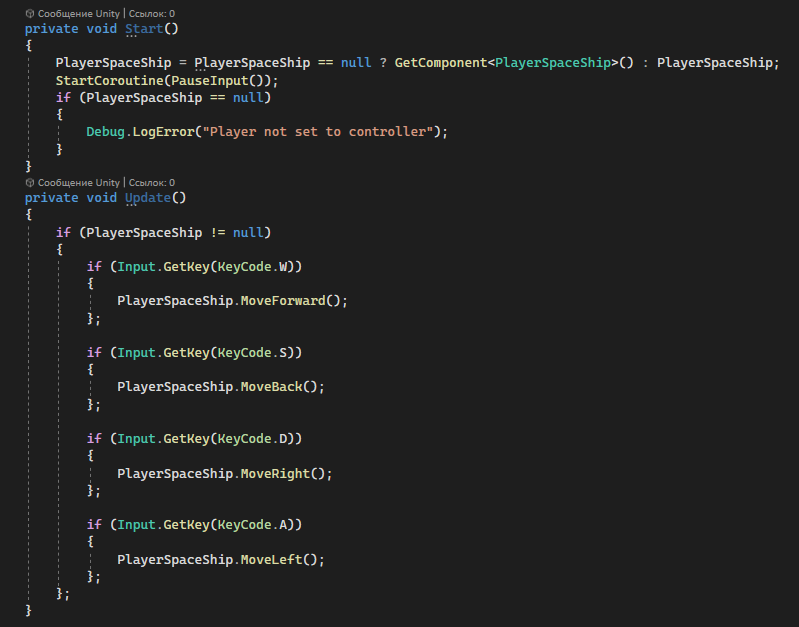 Сообщение Unity | Ссылок: 0
private void Start()
{
PlayerSpaceShip = PlayerSpaceShip == null ? GetComponent<PlayerSpaceShip>() : PlayerSpaceShip;
StartCoroutine(PauseInput());
if (PlayerSpaceShip == null)
{
Debug.LogError("Player not set to controller");
}
}
Сообщение Unity | Ссылок: 0
private void Update()
{
if (PlayerSpaceShip != null)
{
if (Input.GetKey(KeyCode.W))
{
PlayerSpaceShip.MoveForward();
};
if (Input.GetKey(KeyCode.S))
{
PlayerSpaceShip.MoveBack();
};
if (Input.GetKey(KeyCode.D))
{
PlayerSpaceShip.MoveRight();
};
if (Input.GetKey(KeyCode.A))
{
PlayerSpaceShip.MoveLeft();
};
};
}